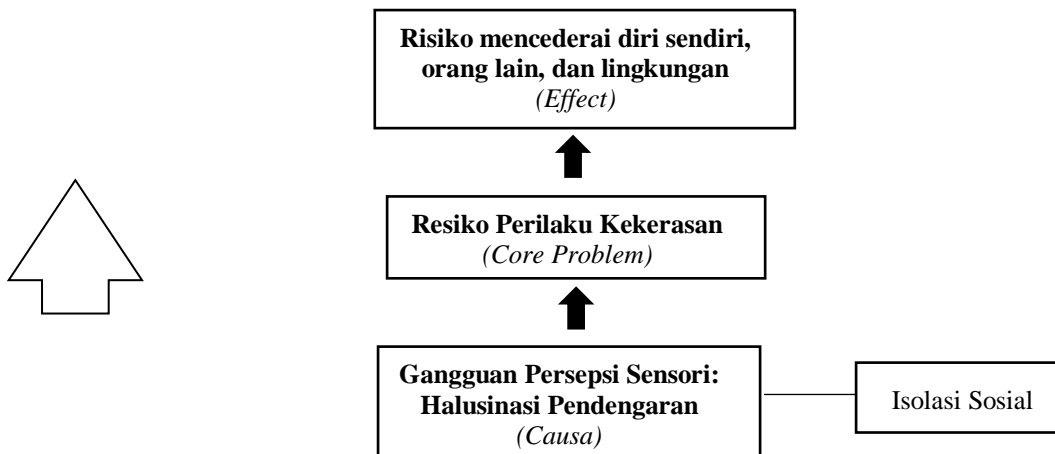 Risiko mencederai diri sendiri,
orang lain, dan lingkungan
(Effect)
Resiko Perilaku Kekerasan
(Core Problem)
Gangguan Persepsi Sensori:
Halusinasi Pendengaran
(Causa)
Isolasi Sosial